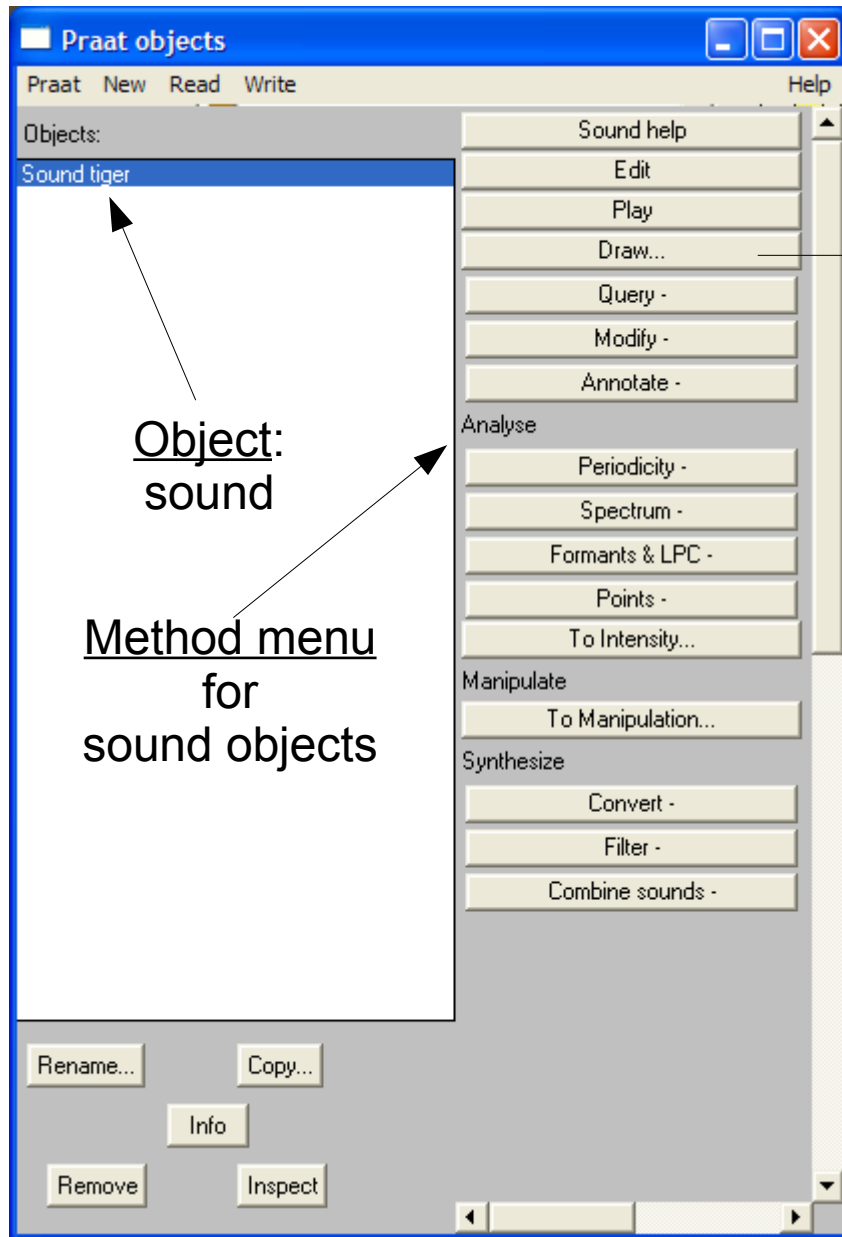 Praat objects
Praat New Read Write Help
Objects:
Sound tiger
Object:
sound
Method menu
for
sound objects
Sound help
Edit
Play
Draw...
Query -
Modify -
Annotate -
Analyse
Periodicity -
Spectrum -
Formants & LPC -
Points -
To Intensity...
Manipulate
To Manipulation...
Synthesize
Convert -
Filter -
Combine sounds -
Rename... Copy...
Info
Remove Inspect